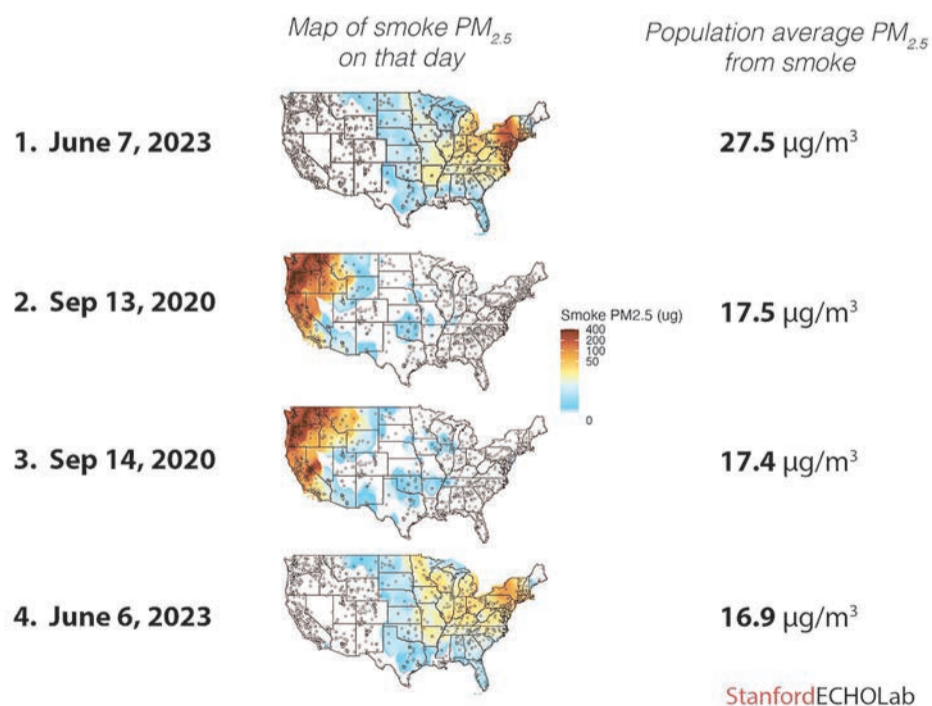 Map of smoke PM₂.₅
on that day
Population average PM₂.₅
from smoke
1. June 7, 2023
27.5 µg/m³
2. Sep 13, 2020
17.5 µg/m³
Smoke PM2.5 (ug)
400
200
100
50
0
3. Sep 14, 2020
17.4 µg/m³
4. June 6, 2023
16.9 µg/m³
StanfordECHOLab